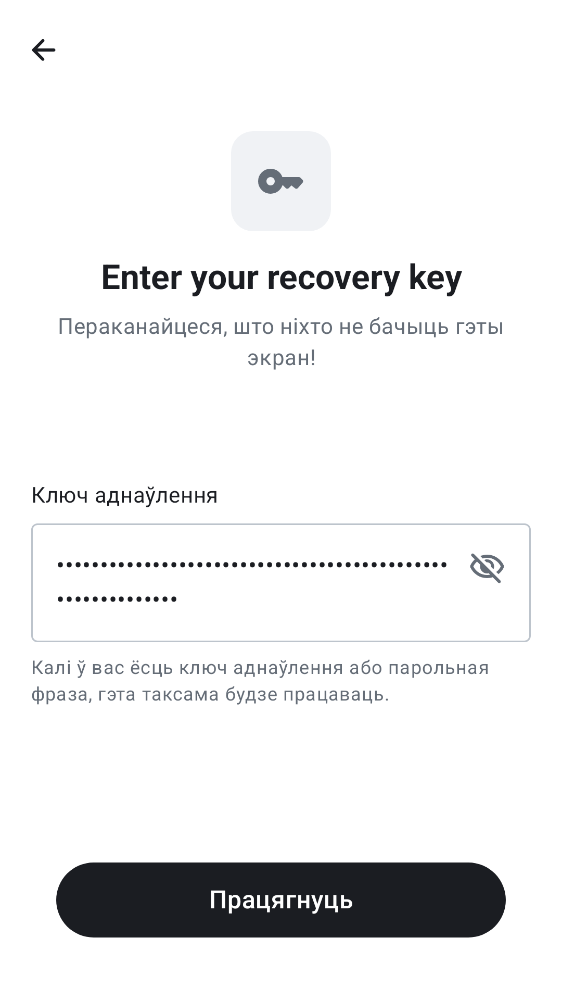 Enter your recovery key
Пераканайцеся, што ніхто не бачыць гэты
экран!
Ключ аднаўлення
•••••••••••••••••••••••••••••••••••••••••••••
••••••••••••••
Калі ў вас ёсць ключ аднаўлення або парольная
фраза, гэта таксама будзе працаваць.
Працягнуць